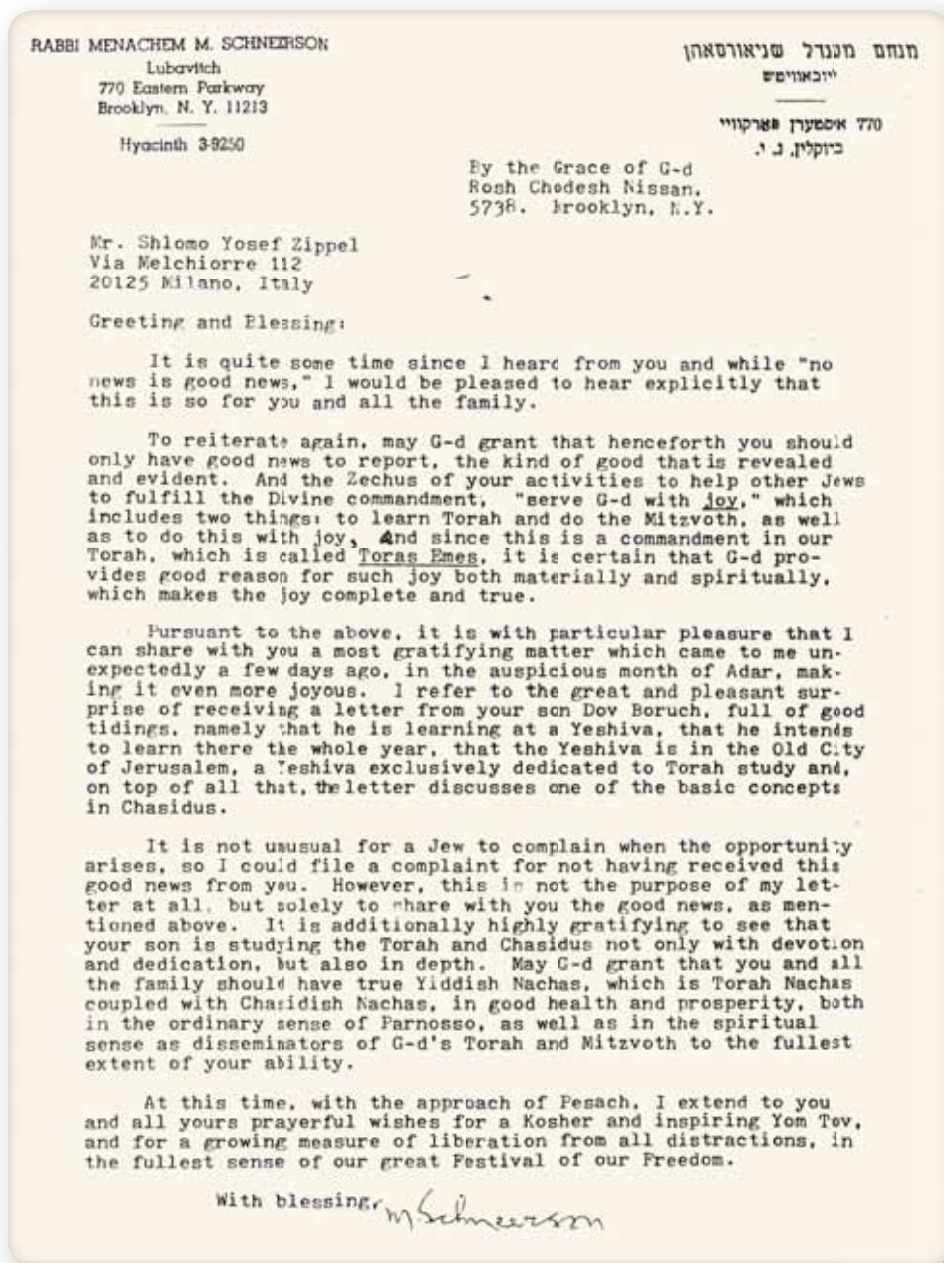 RABBI MENACHEM M. SCHNEERSON
Lubavitch
770 Eastern Parkway
Brooklyn, N. Y. 11213
Hyacinth 3-9250
מנחם מענדל שניאורסאהן
ליובאוויטש
770 איסטערן פארקוויי
ברוקלין, נ. י.
By the Grace of G-d
Rosh Chodesh Nissan,
5738. Brooklyn, N.Y.
Mr. Shlomo Yosef Zippel
Via Melchiorre 112
20125 Milano, Italy
Greeting and Blessing:
It is quite some time since I heard from you and while "no
news is good news," I would be pleased to hear explicitly that
this is so for you and all the family.
To reiterate again, may G-d grant that henceforth you should
only have good news to report, the kind of good that is revealed
and evident. And the Zechus of your activities to help other Jews
to fulfill the Divine commandment, "serve G-d with joy," which
includes two things: to learn Torah and do the Mitzvoth, as well
as to do this with joy, And since this is a commandment in our
Torah, which is called Toras Emes, it is certain that G-d pro-
vides good reason for such joy both materially and spiritually,
which makes the joy complete and true.
Pursuant to the above, it is with particular pleasure that I
can share with you a most gratifying matter which came to me un-
expectedly a few days ago, in the auspicious month of Adar, mak-
ing it even more joyous. I refer to the great and pleasant sur-
prise of receiving a letter from your son Dov Boruch, full of good
tidings, namely that he is learning at a Yeshiva, that he intends
to learn there the whole year, that the Yeshiva is in the Old City
of Jerusalem, a Yeshiva exclusively dedicated to Torah study and,
on top of all that, the letter discusses one of the basic concepts
in Chasidus.
It is not unusual for a Jew to complain when the opportunity
arises, so I could file a complaint for not having received this
good news from you. However, this is not the purpose of my let-
ter at all, but solely to share with you the good news, as men-
tioned above. It is additionally highly gratifying to see that
your son is studying the Torah and Chasidus not only with devotion
and dedication, but also in depth. May G-d grant that you and all
the family should have true Yiddish Nachas, which is Torah Nachas
coupled with Chasidish Nachas, in good health and prosperity, both
in the ordinary sense of Parnosso, as well as in the spiritual
sense as disseminators of G-d's Torah and Mitzvoth to the fullest
extent of your ability.
At this time, with the approach of Pesach, I extend to you
and all yours prayerful wishes for a Kosher and inspiring Yom Tov,
and for a growing measure of liberation from all distractions, in
the fullest sense of our great Festival of our Freedom.
With blessing,
M. Schneerson